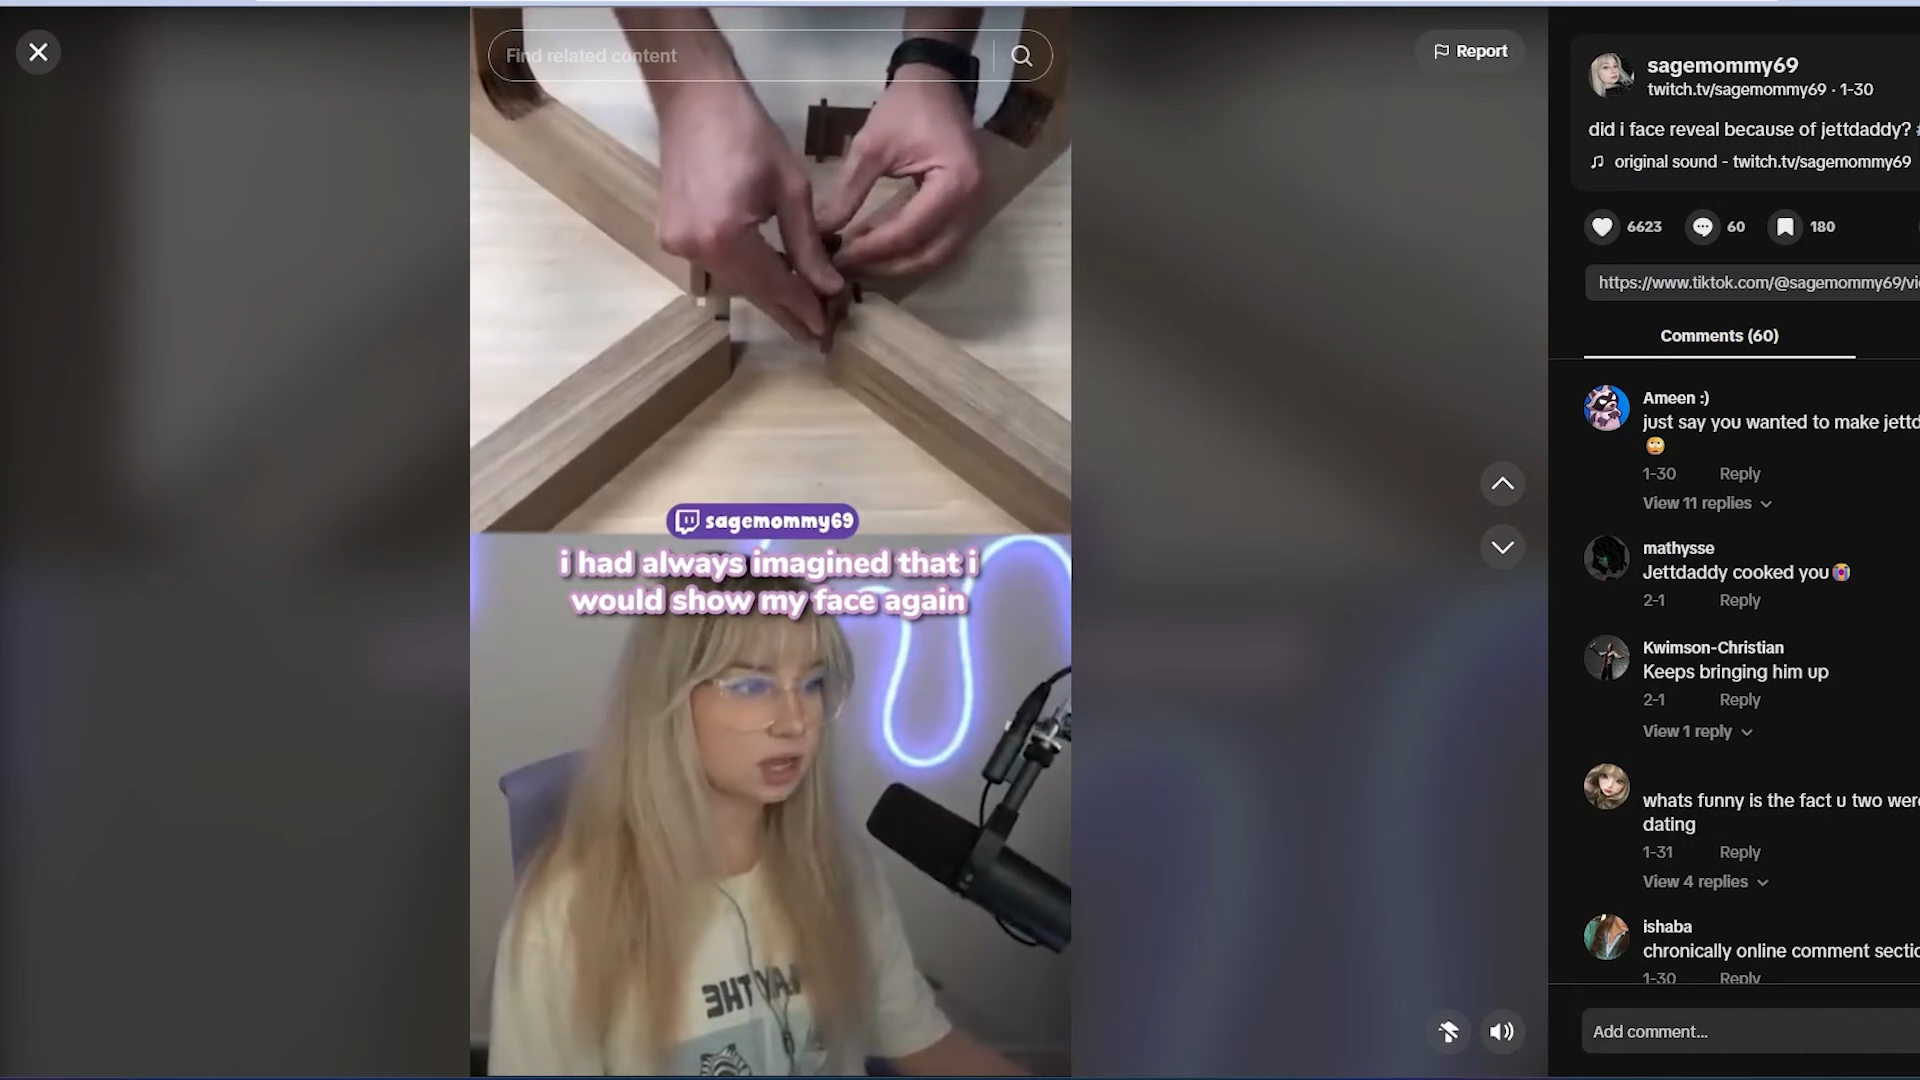 Find related content
Report
sagemommy69
i had always imagined that i
would show my face again
sagemommy69
twitch.tv/sagemommy69 · 1-30
did i face reveal because of jettdaddy?
original sound - twitch.tv/sagemommy69
6623
60
180
https://www.tiktok.com/@sagemommy69/vi
Comments (60)
Ameen :)
just say you wanted to make jettd
🙄
1-30 Reply
View 11 replies
mathysse
Jettdaddy cooked you😭
2-1 Reply
Kwimson-Christian
Keeps bringing him up
2-1 Reply
View 1 reply
whats funny is the fact u two were
dating
1-31 Reply
View 4 replies
ishaba
chronically online comment sectio
1-30 Reply
Add comment...